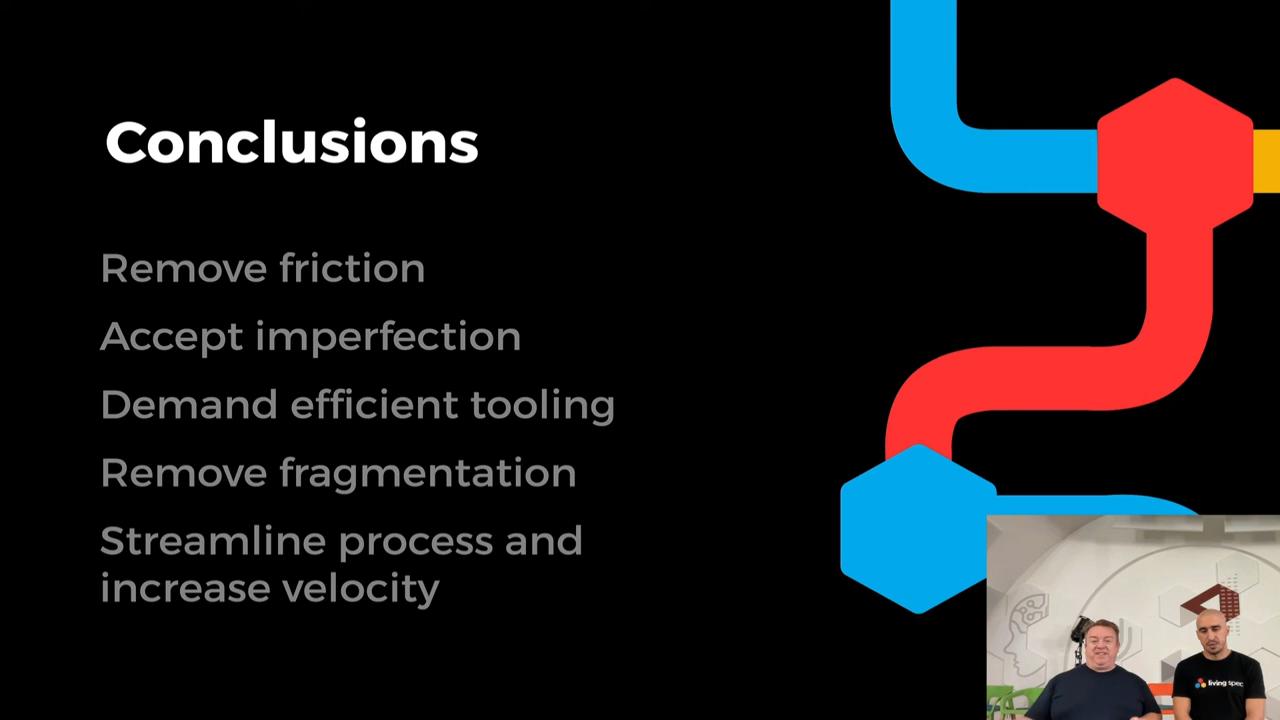 Conclusions
Remove friction
Accept imperfection
Demand efficient tooling
Remove fragmentation
Streamline process and
increase velocity
living spec